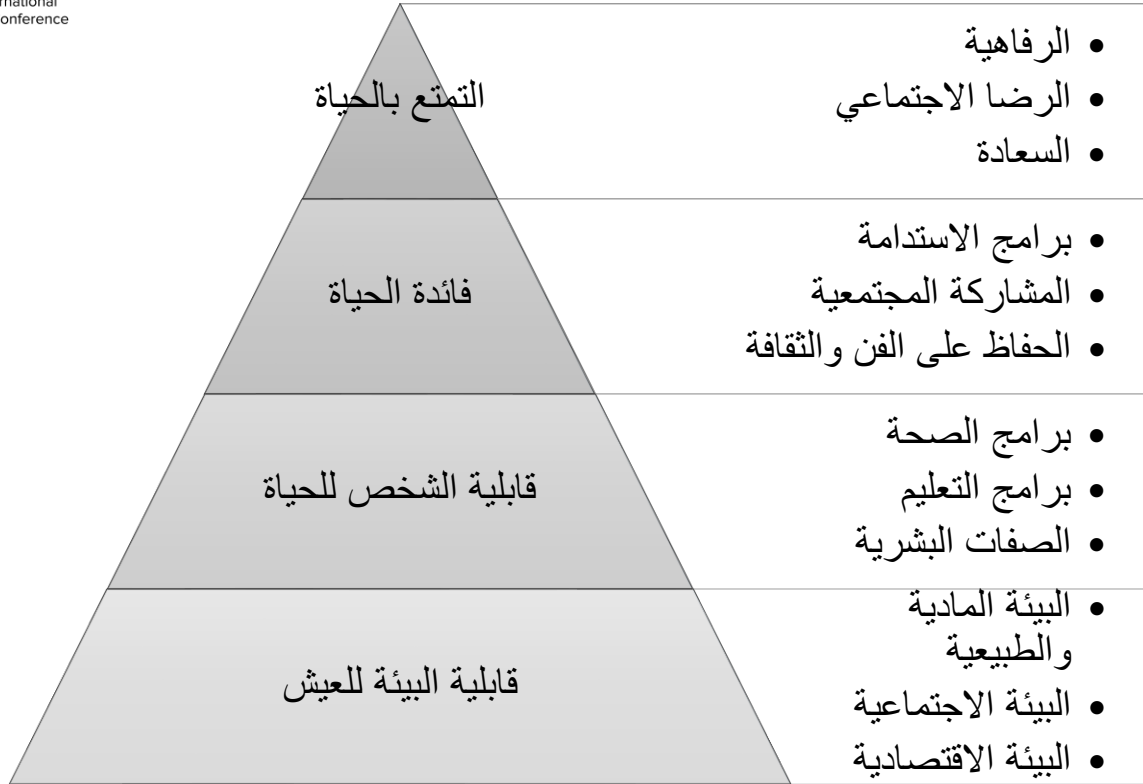 rnational
onference
التمتع بالحياة
• الرفاهية
• الرضا الاجتماعي
• السعادة
فائدة الحياة
• برامج الاستدامة
• المشاركة المجتمعية
• الحفاظ على الفن والثقافة
قابلية الشخص للحياة
• برامج الصحة
• برامج التعليم
• الصفات البشرية
قابلية البيئة للعيش
• البيئة المادية
والطبيعية
• البيئة الاجتماعية
• البيئة الاقتصادية